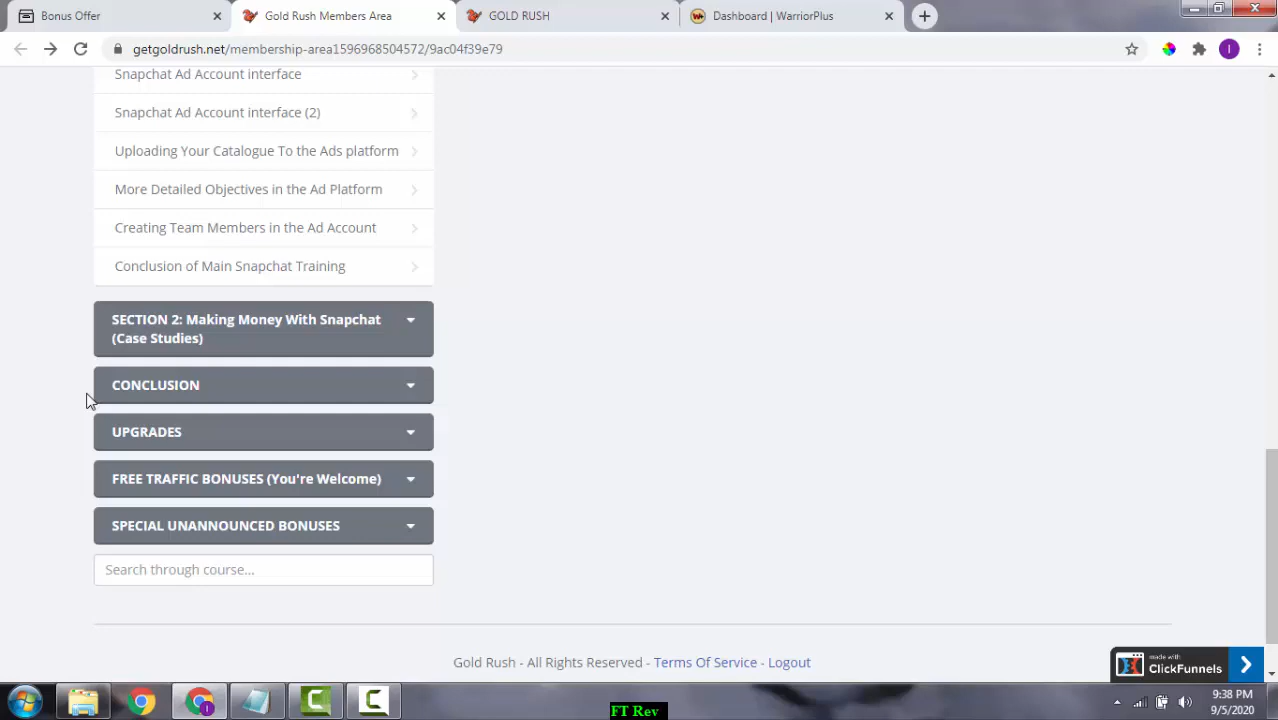 Bonus Offer
Gold Rush Members Area
GOLD RUSH
Dashboard | WarriorPlus
getgoldrush.net/membership-area1596968504572/9ac04f39e79
I
Snapchat Ad Account interface
Snapchat Ad Account interface (2)
Uploading Your Catalogue To the Ads platform
More Detailed Objectives in the Ad Platform
Creating Team Members in the Ad Account
Conclusion of Main Snapchat Training
SECTION 2: Making Money With Snapchat
(Case Studies)
CONCLUSION
UPGRADES
FREE TRAFFIC BONUSES (You're Welcome)
SPECIAL UNANNOUNCED BONUSES
Search through course...
Gold Rush - All Rights Reserved - Terms Of Service - Logout
made with
ClickFunnels
9:38 PM
9/5/2020
FT Rev